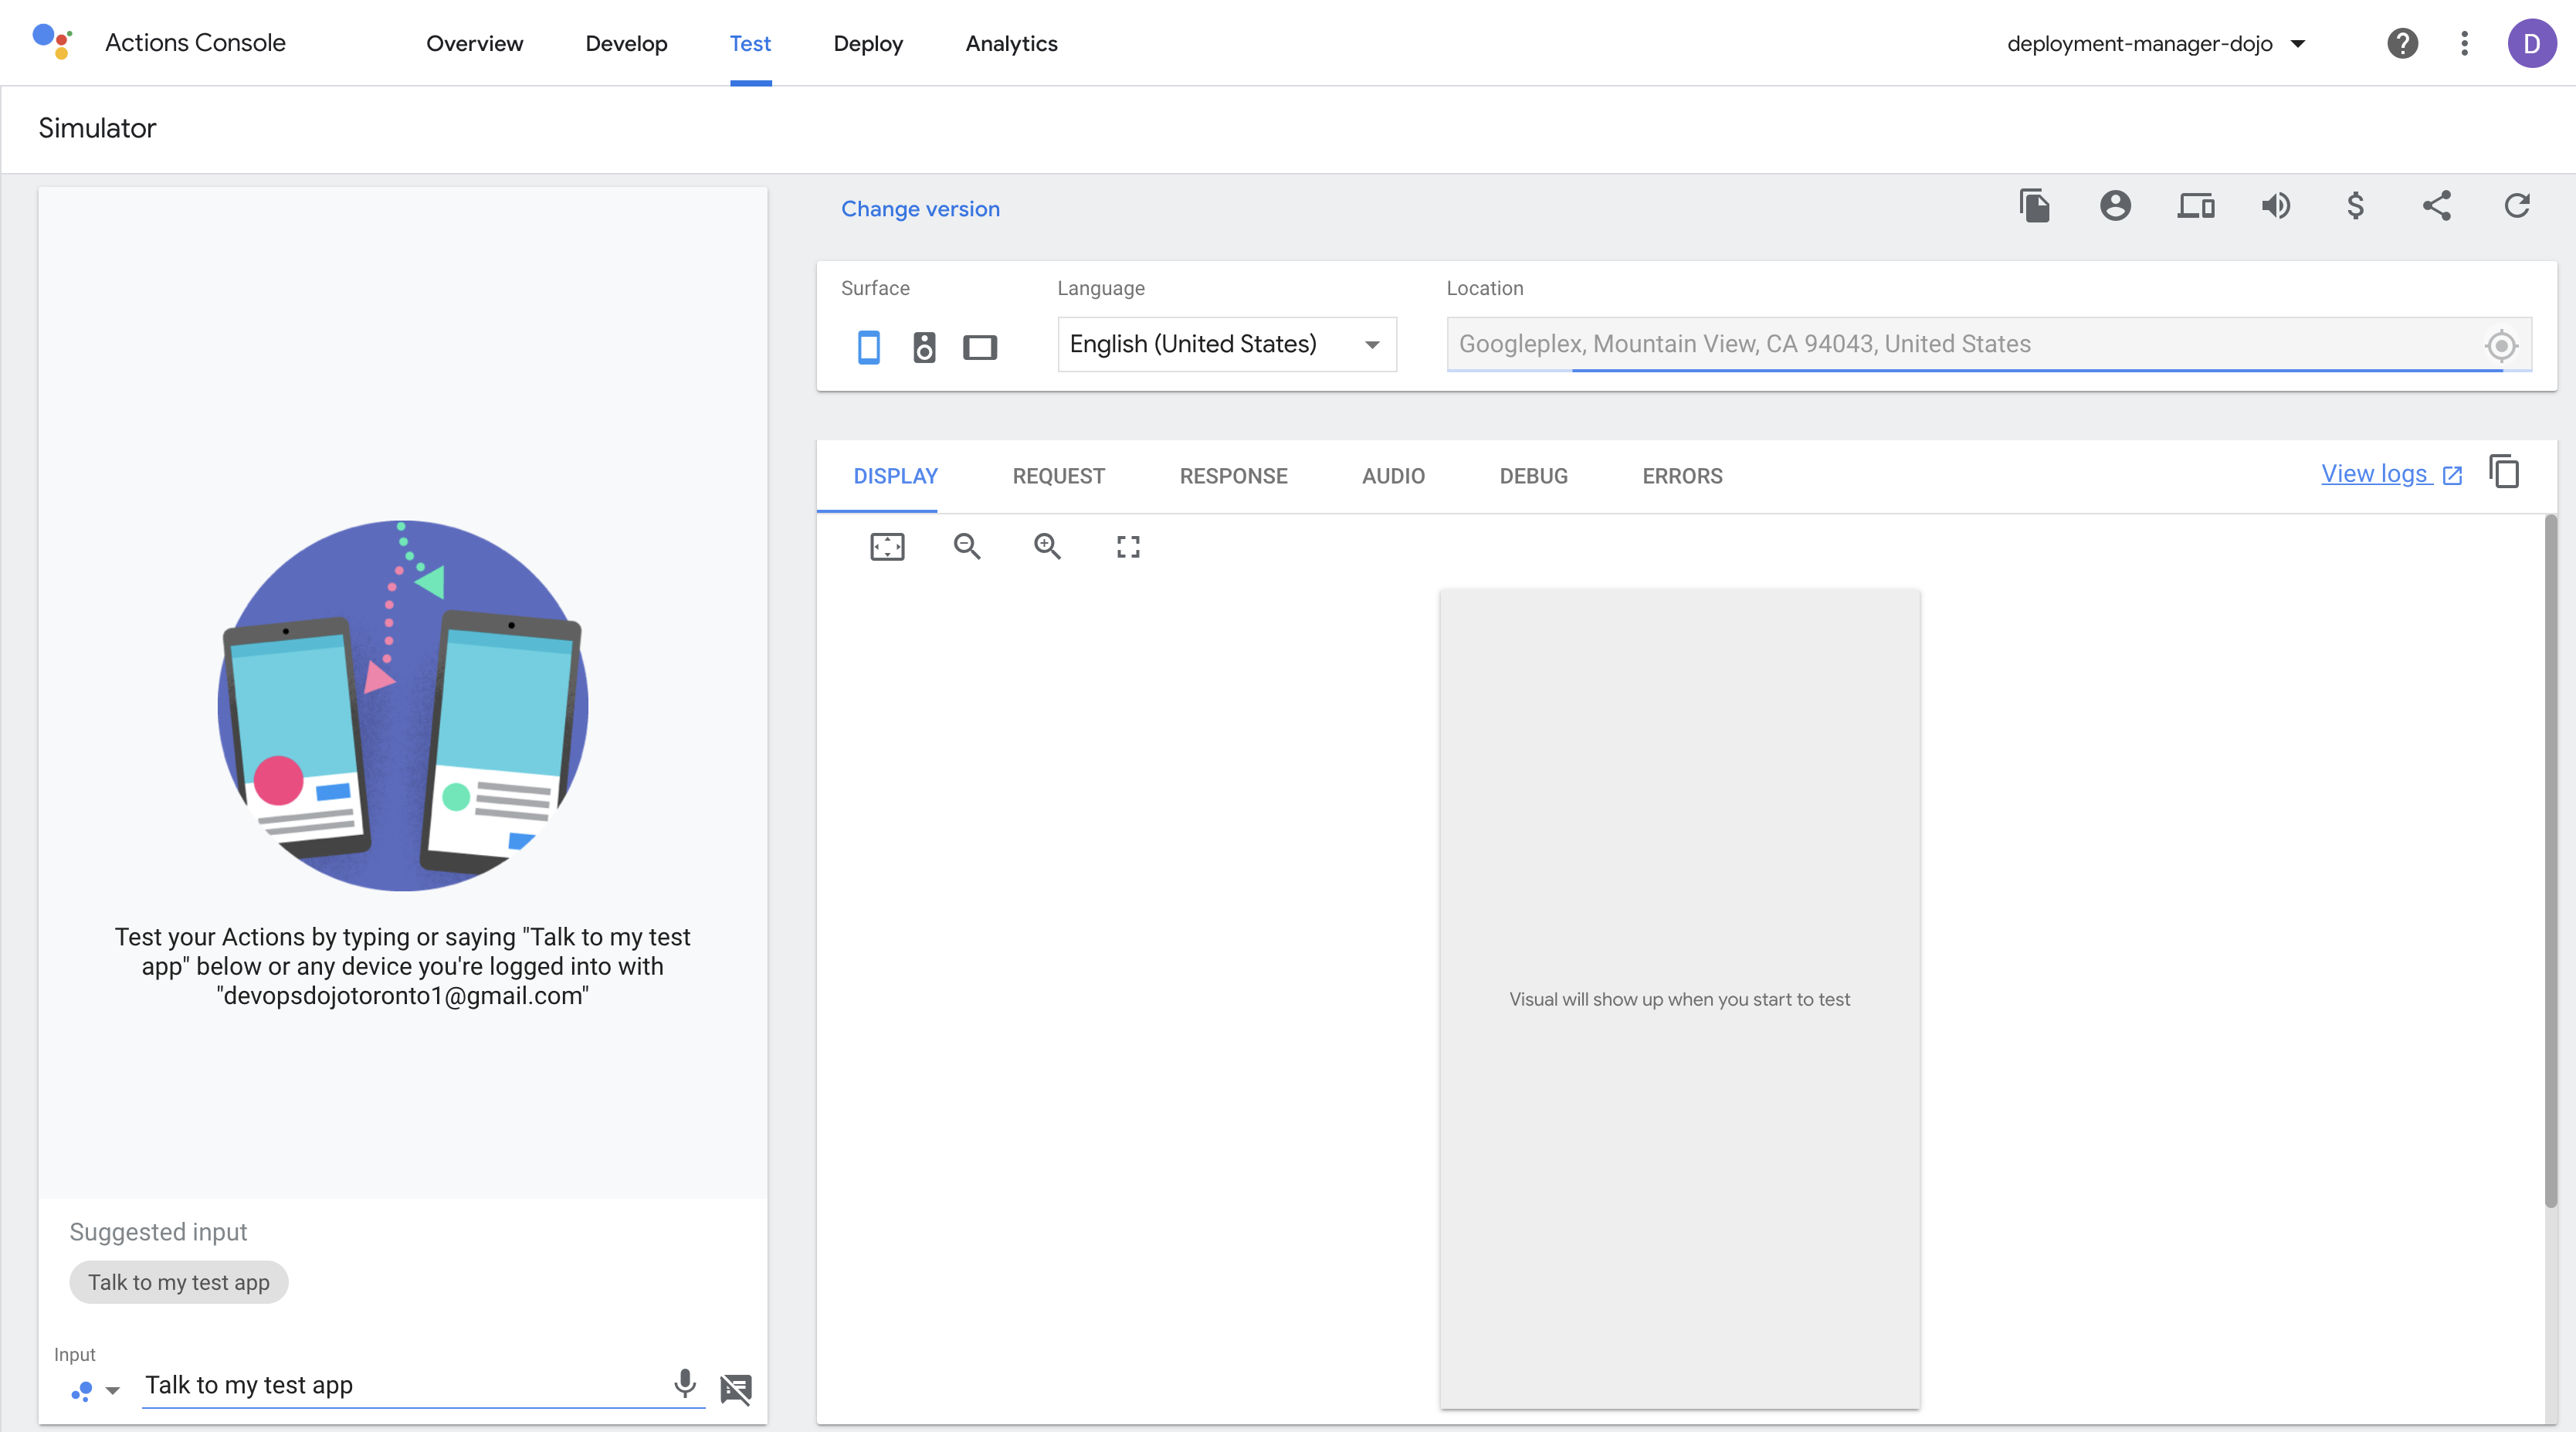 Actions Console
Overview
Develop
Test
Deploy
Analytics
deployment-manager-dojo
D
Simulator
Change version
Surface
Language
Location
English (United States)
Googleplex, Mountain View, CA 94043, United States
DISPLAY
REQUEST
RESPONSE
AUDIO
DEBUG
ERRORS
View logs
Visual will show up when you start to test
Test your Actions by typing or saying "Talk to my test
app" below or any device you're logged into with
"devopsdojotoronto1@gmail.com"
Suggested input
Talk to my test app
Input
Talk to my test app